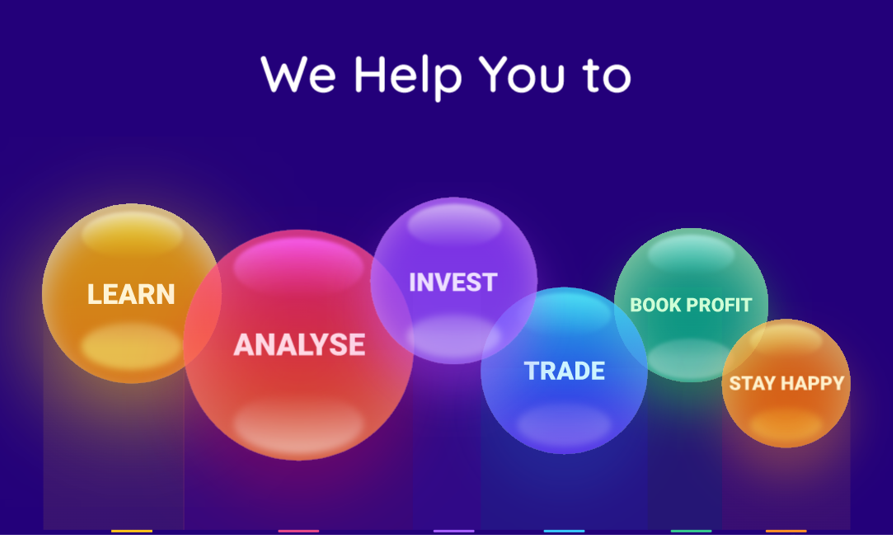 We Help You to
LEARN
ANALYSE
INVEST
TRADE
BOOK PROFIT
STAY HAPPY